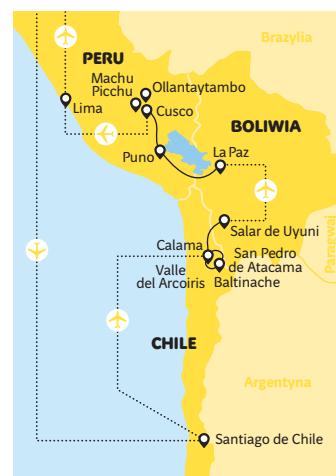 Brazylia
PERU
Machu
Picchu
Ollantaytambo
Lima
Cusco
BOLIWIA
Puno
La Paz
Paragwaj
Salar de Uyuni
Calama
San Pedro
de Atacama
Valle
del Arcoiris
Baltinache
CHILE
Argentyna
Santiago de Chile